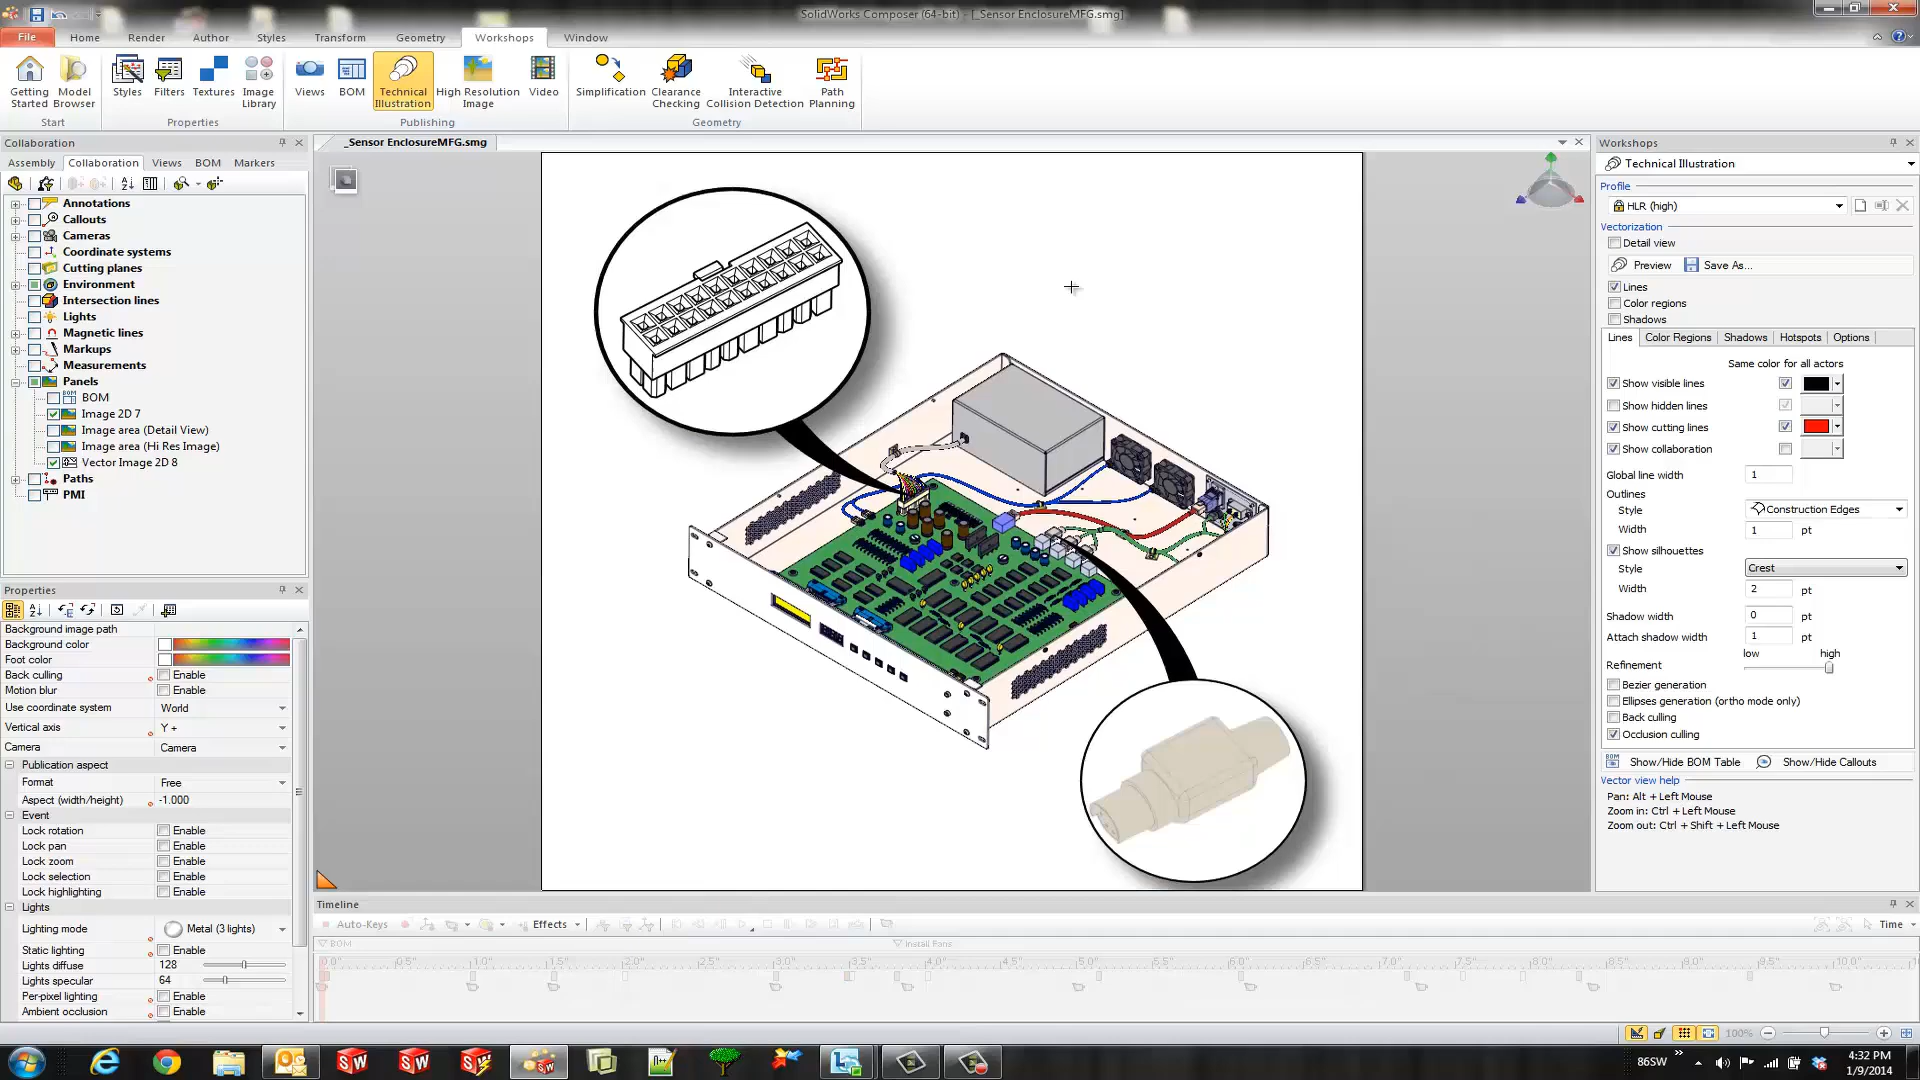 SolidWorks Composer (64-bit) - [_Sensor EnclosureMFG.smg]
File Home Render Author Styles Transform Geometry Workshops Window
Getting Started Model Browser Styles Filters Textures Image Library Views BOM Technical Illustration High Resolution Image Video Simplification Clearance Checking Interactive Collision Detection Path Planning
Start Properties Publishing Geometry
Collaboration
Assembly Collaboration Views BOM Markers
Annotations
Callouts
Cameras
Coordinate systems
Cutting planes
Environment
Intersection lines
Lights
Magnetic lines
Markups
Measurements
Panels
BOM
Image 2D 7
Image area (Detail View)
Image area (Hi Res Image)
Vector Image 2D 8
Paths
PMI
Properties
Background image path
Background color
Foot color
Back culling Enable
Motion blur Enable
Use coordinate system World
Vertical axis Y +
Camera Camera
Publication aspect
Format Free
Aspect (width/height) -1.000
Event
Lock rotation Enable
Lock pan Enable
Lock zoom Enable
Lock selection Enable
Lock highlighting Enable
Lights
Lighting mode Metal (3 lights)
Static lighting Enable
Lights diffuse 128
Lights specular 64
Per-pixel lighting Enable
Ambient occlusion Enable
_Sensor EnclosureMFG.smg
Workshops
Technical Illustration
Profile
HLR (high)
Vectorization
Detail view
Preview Save As...
Lines
Color regions
Shadows
Lines Color Regions Shadows Hotspots Options
Same color for all actors
Show visible lines
Show hidden lines
Show cutting lines
Show collaboration
Global line width 1
Outlines
Style Construction Edges
Width 1 pt
Show silhouettes
Style Crest
Width 2 pt
Shadow width 0 pt
Attach shadow width 1 pt
low high
Refinement
Bezier generation
Ellipses generation (ortho mode only)
Back culling
Occlusion culling
Show/Hide BOM Table Show/Hide Callouts
Vector view help
Pan: Alt + Left Mouse
Zoom in: Ctrl + Left Mouse
Zoom out: Ctrl + Shift + Left Mouse
Timeline
Auto-Keys Effects Time
BOM Install Fans
100%
86SW
4:32 PM
1/9/2014